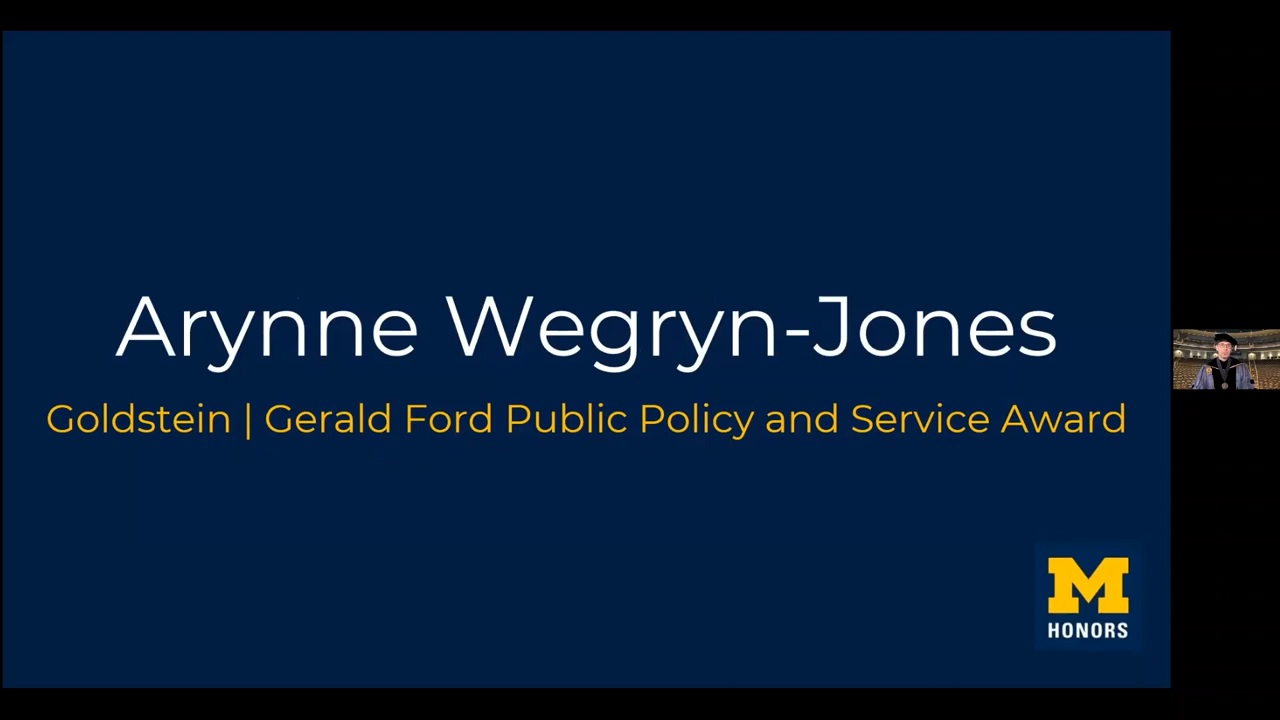 Arynne Wegryn-Jones
Goldstein | Gerald Ford Public Policy and Service Award
M
HONORS